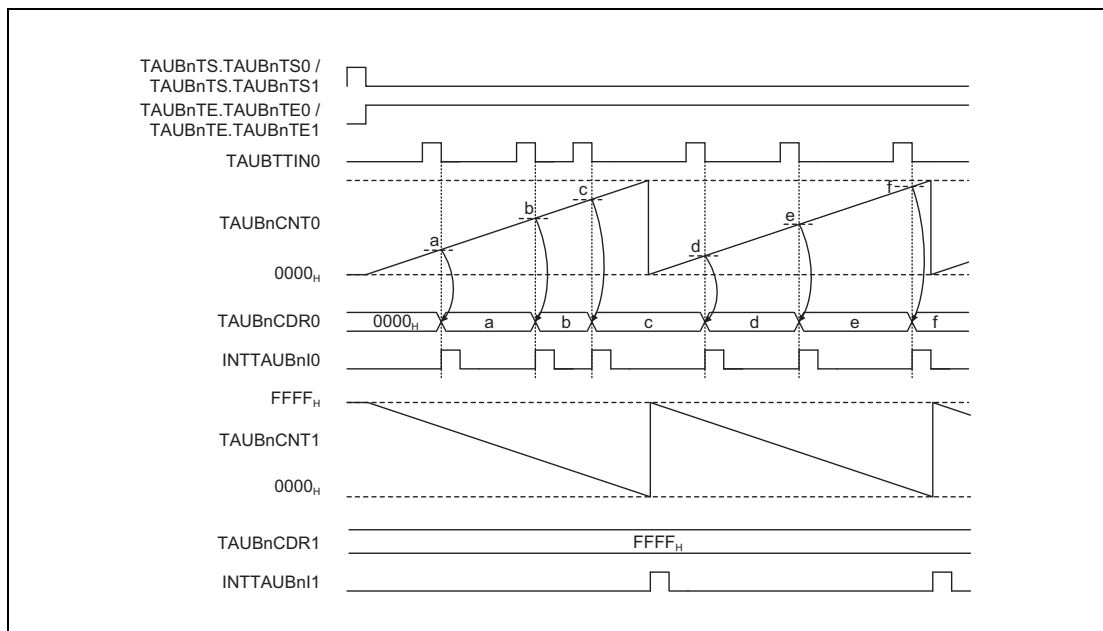 TAUBnTS.TAUBnTS0 /
TAUBnTS.TAUBnTS1
TAUBnTE.TAUBnTE0 /
TAUBnTE.TAUBnTE1
TAUBTTIN0
TAUBnCNT0
a
b
c
d
e
f
0000H
TAUBnCDR0
0000H
a
b
c
d
e
f
INTTAUBnI0
FFFFH
TAUBnCNT1
0000H
TAUBnCDR1
FFFFH
INTTAUBnI1